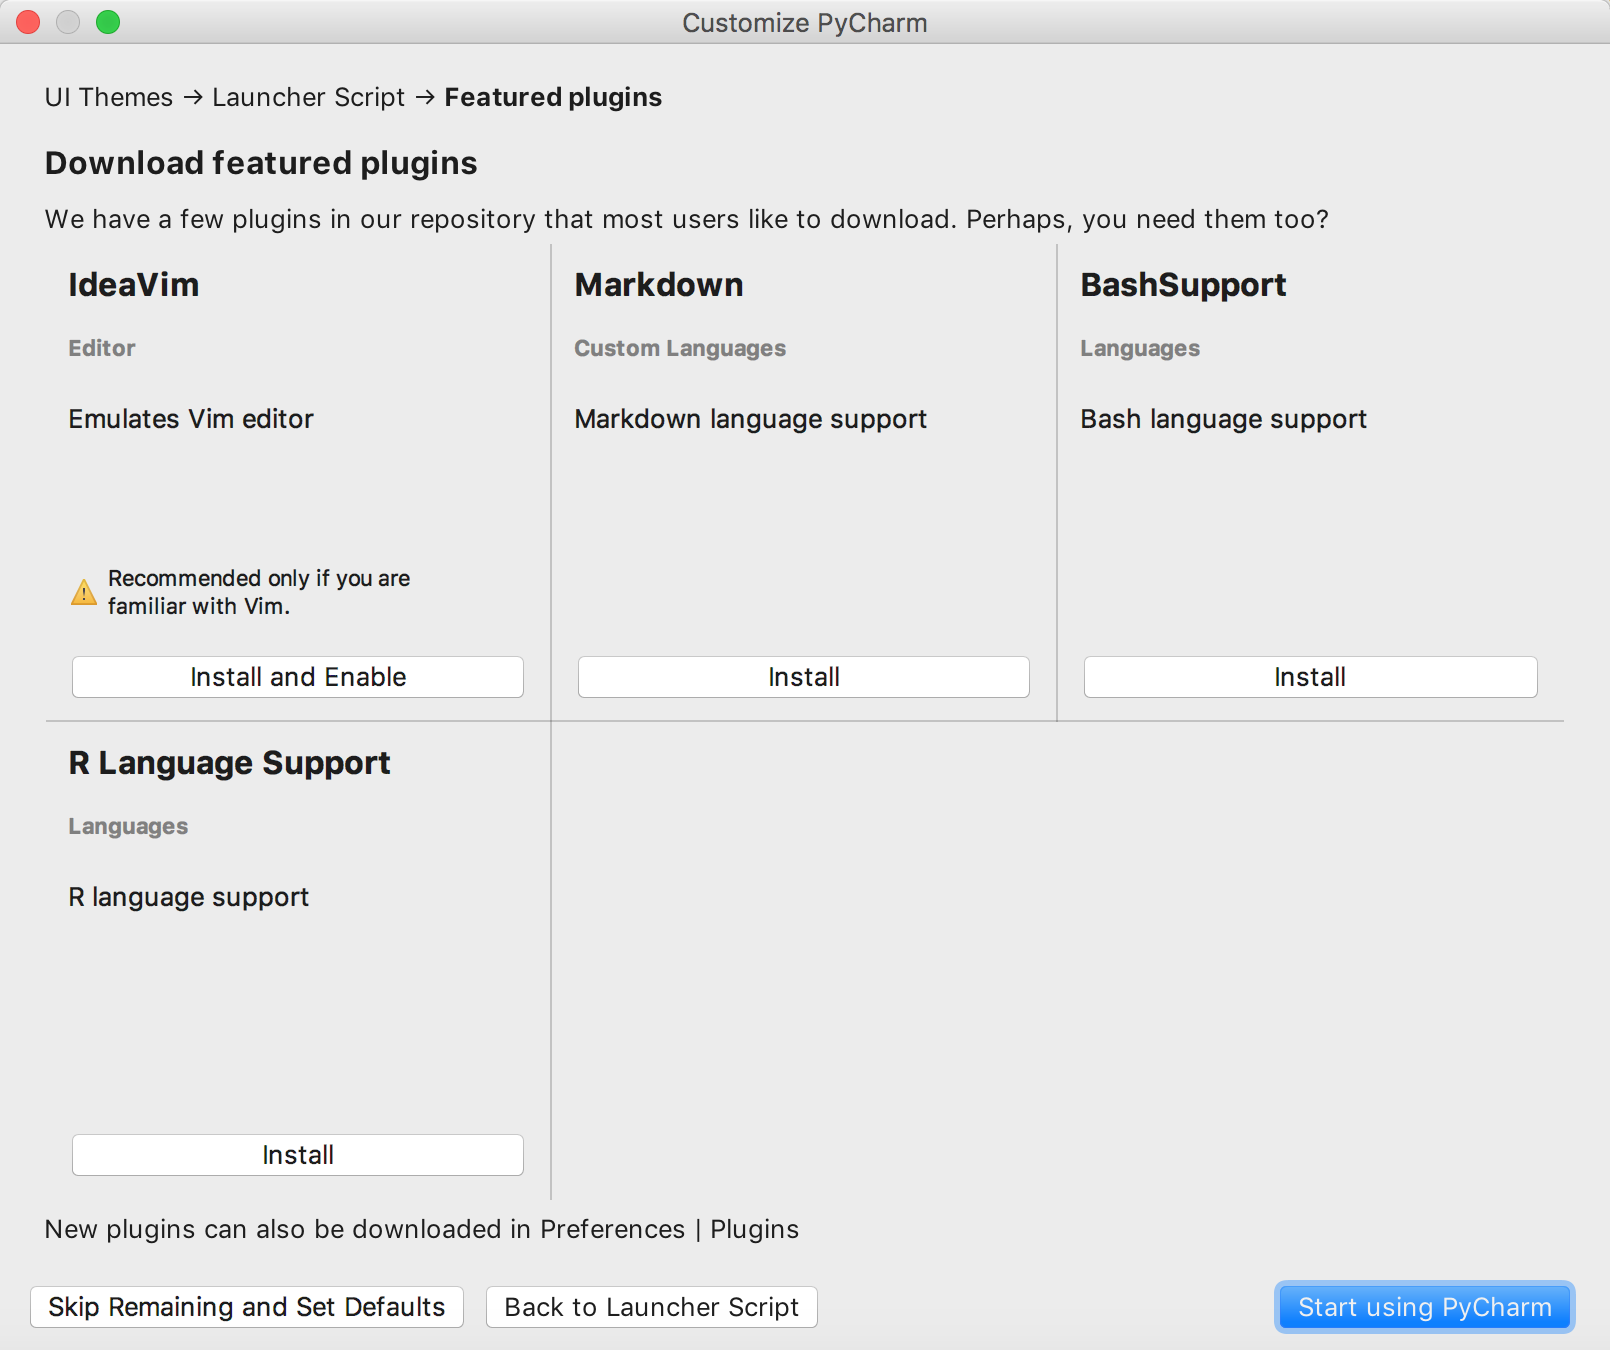 Customize PyCharm
UI Themes → Launcher Script → Featured plugins
Download featured plugins
We have a few plugins in our repository that most users like to download. Perhaps, you need them too?
IdeaVim
Editor
Emulates Vim editor
Recommended only if you are
familiar with Vim.
Install and Enable
Markdown
Custom Languages
Markdown language support
Install
BashSupport
Languages
Bash language support
Install
R Language Support
Languages
R language support
Install
New plugins can also be downloaded in Preferences | Plugins
Skip Remaining and Set Defaults
Back to Launcher Script
Start using PyCharm